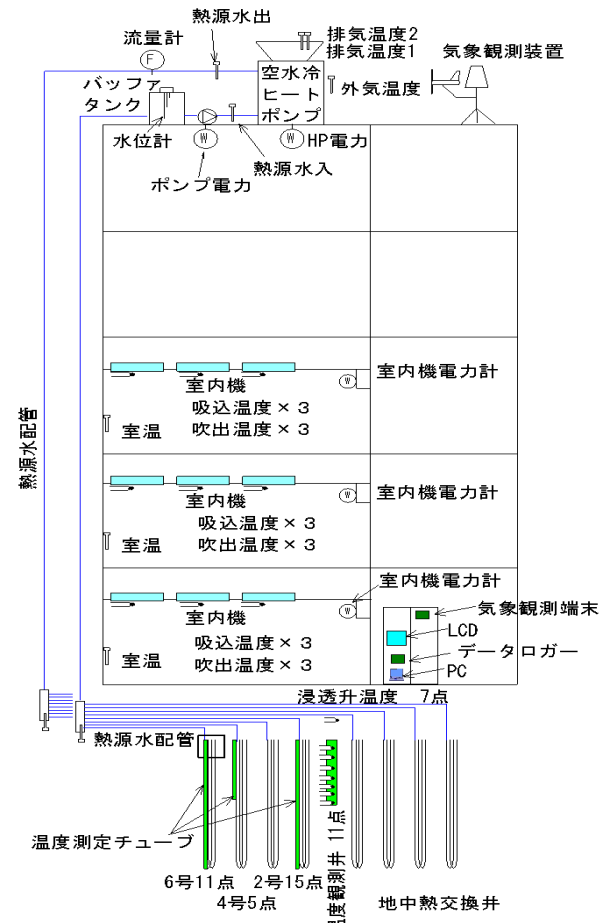 熱源水出
流量計
F
排気温度2
排気温度1
気象観測装置
バッファ
タンク
空水冷
ヒート
ポンプ
外気温度
水位計
W
W
HP電力
熱源水入
ポンプ電力
室内機
吸込温度×3
吹出温度×3
室温
W
室内機電力計
熱源水配管
室内機
吸込温度×3
吹出温度×3
室温
W
室内機電力計
室内機
吸込温度×3
吹出温度×3
室温
W
室内機電力計
気象観測端末
LCD
データロガー
PC
浸透升温度 7点
熱源水配管
温度測定チューブ
6号11点
4号5点
2号15点
度観測井 11点
地中熱交換井